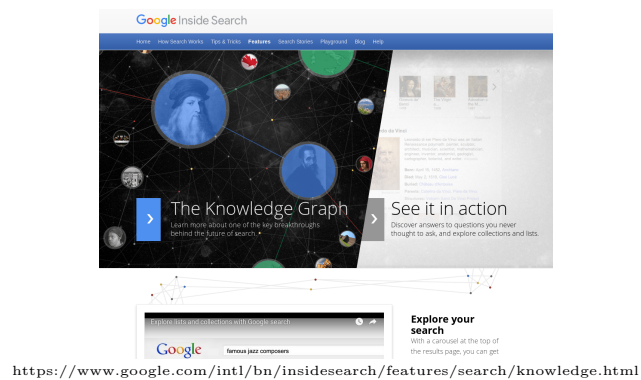 Google Inside Search
Home How Search Works Tips & Tricks Features Search Stories Playground Blog Help
The Knowledge Graph
Learn more about one of the key breakthroughs
behind the future of search.
See it in action
Discover answers to questions you never
thought to ask, and explore collections and lists.
Explore lists and collections with Google search
Google famous jazz composers
Explore your
search
With a carousel at the top of
the results page, you can get
https://www.google.com/intl/bn/insidesearch/features/search/knowledge.html